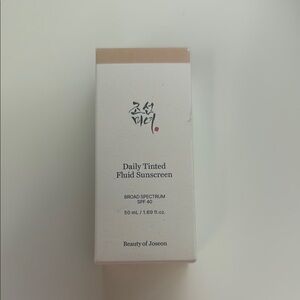 조선
미녀
Daily Tinted
Fluid Sunscreen
BROAD SPECTRUM
SPF 40
50 mL / 1.69 fl.oz.
Beauty of Joseon